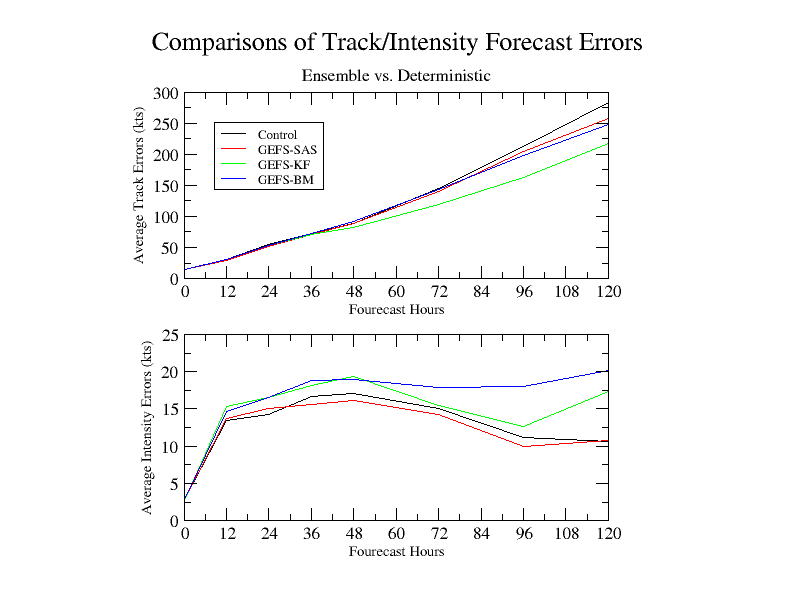 Comparisons of Track/Intensity Forecast Errors
Ensemble vs. Deterministic
Average Track Errors (kts)
300
250
200
150
100
50
0
Control
GEFS-SAS
GEFS-KF
GEFS-BM
0 12 24 36 48 60 72 84 96 108 120
Fourecast Hours
Average Intensity Errors (kts)
25
20
15
10
5
0
0 12 24 36 48 60 72 84 96 108 120
Fourecast Hours